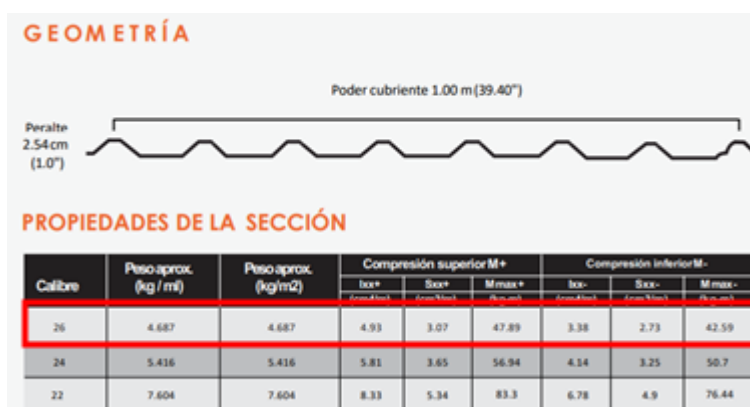 GEOMETRÍA
Poder cubriente 1.00 m (39.40")
Peralte
2.54 cm
(1.0")
PROPIEDADES DE LA SECCIÓN
Calibre Peso aprox. (kg / ml) Peso aprox. (kg/m2) Compresión superior M+ Compresión inferior M-
Ixx+ Sxx+ M max+ Ixx- Sxx- M max-
26 4.687 4.687 4.93 3.07 47.89 3.38 2.73 42.59
24 5.416 5.416 5.81 3.65 56.94 4.14 3.25 50.7
22 7.604 7.604 8.33 5.34 83.3 6.78 4.9 76.44